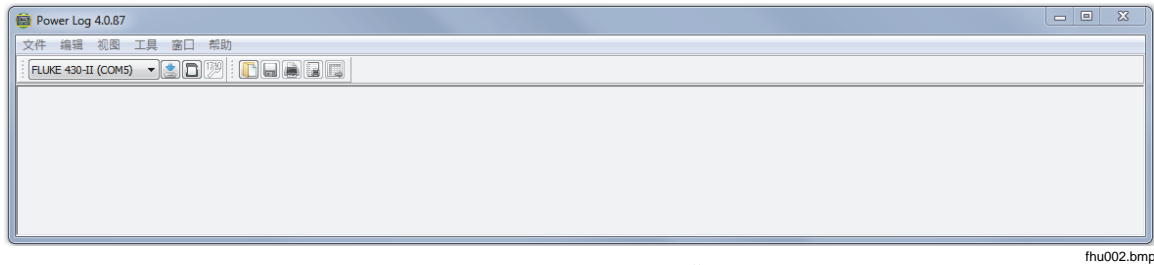 Power Log 4.0.87
文件 编辑 视图 工具 窗口 帮助
FLUKE 430-II (COM5)
fhu002.bmp